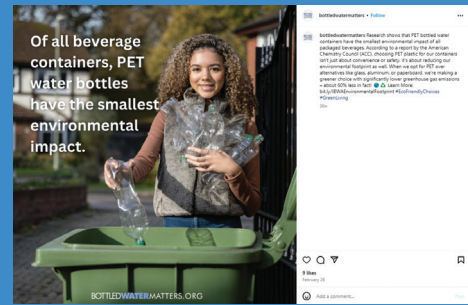 Of all beverage
containers, PET
water bottles
have the smallest
environmental
impact.
BOTTLEDWATERMATTERS.ORG
bottledwatermatters • Follow
bottledwatermatters Research shows that PET bottled water
containers have the smallest environmental impact of all
packaged beverages. According to a report by the American
Chemistry Council (ACC), choosing PET plastic for our containers
isn't just about convenience or safety, it's about reducing our
environmental footprint as well. When we opt for PET over
alternatives like glass, aluminum, or paperboard, we're making a
greener choice with significantly lower greenhouse gas emissions
– about 60% less in fact! Learn More:
bit.ly/IBWAEnvironmentalFootprint #EcoFriendlyChoices
#GreenLiving
9 likes
February 28
Add a comment...